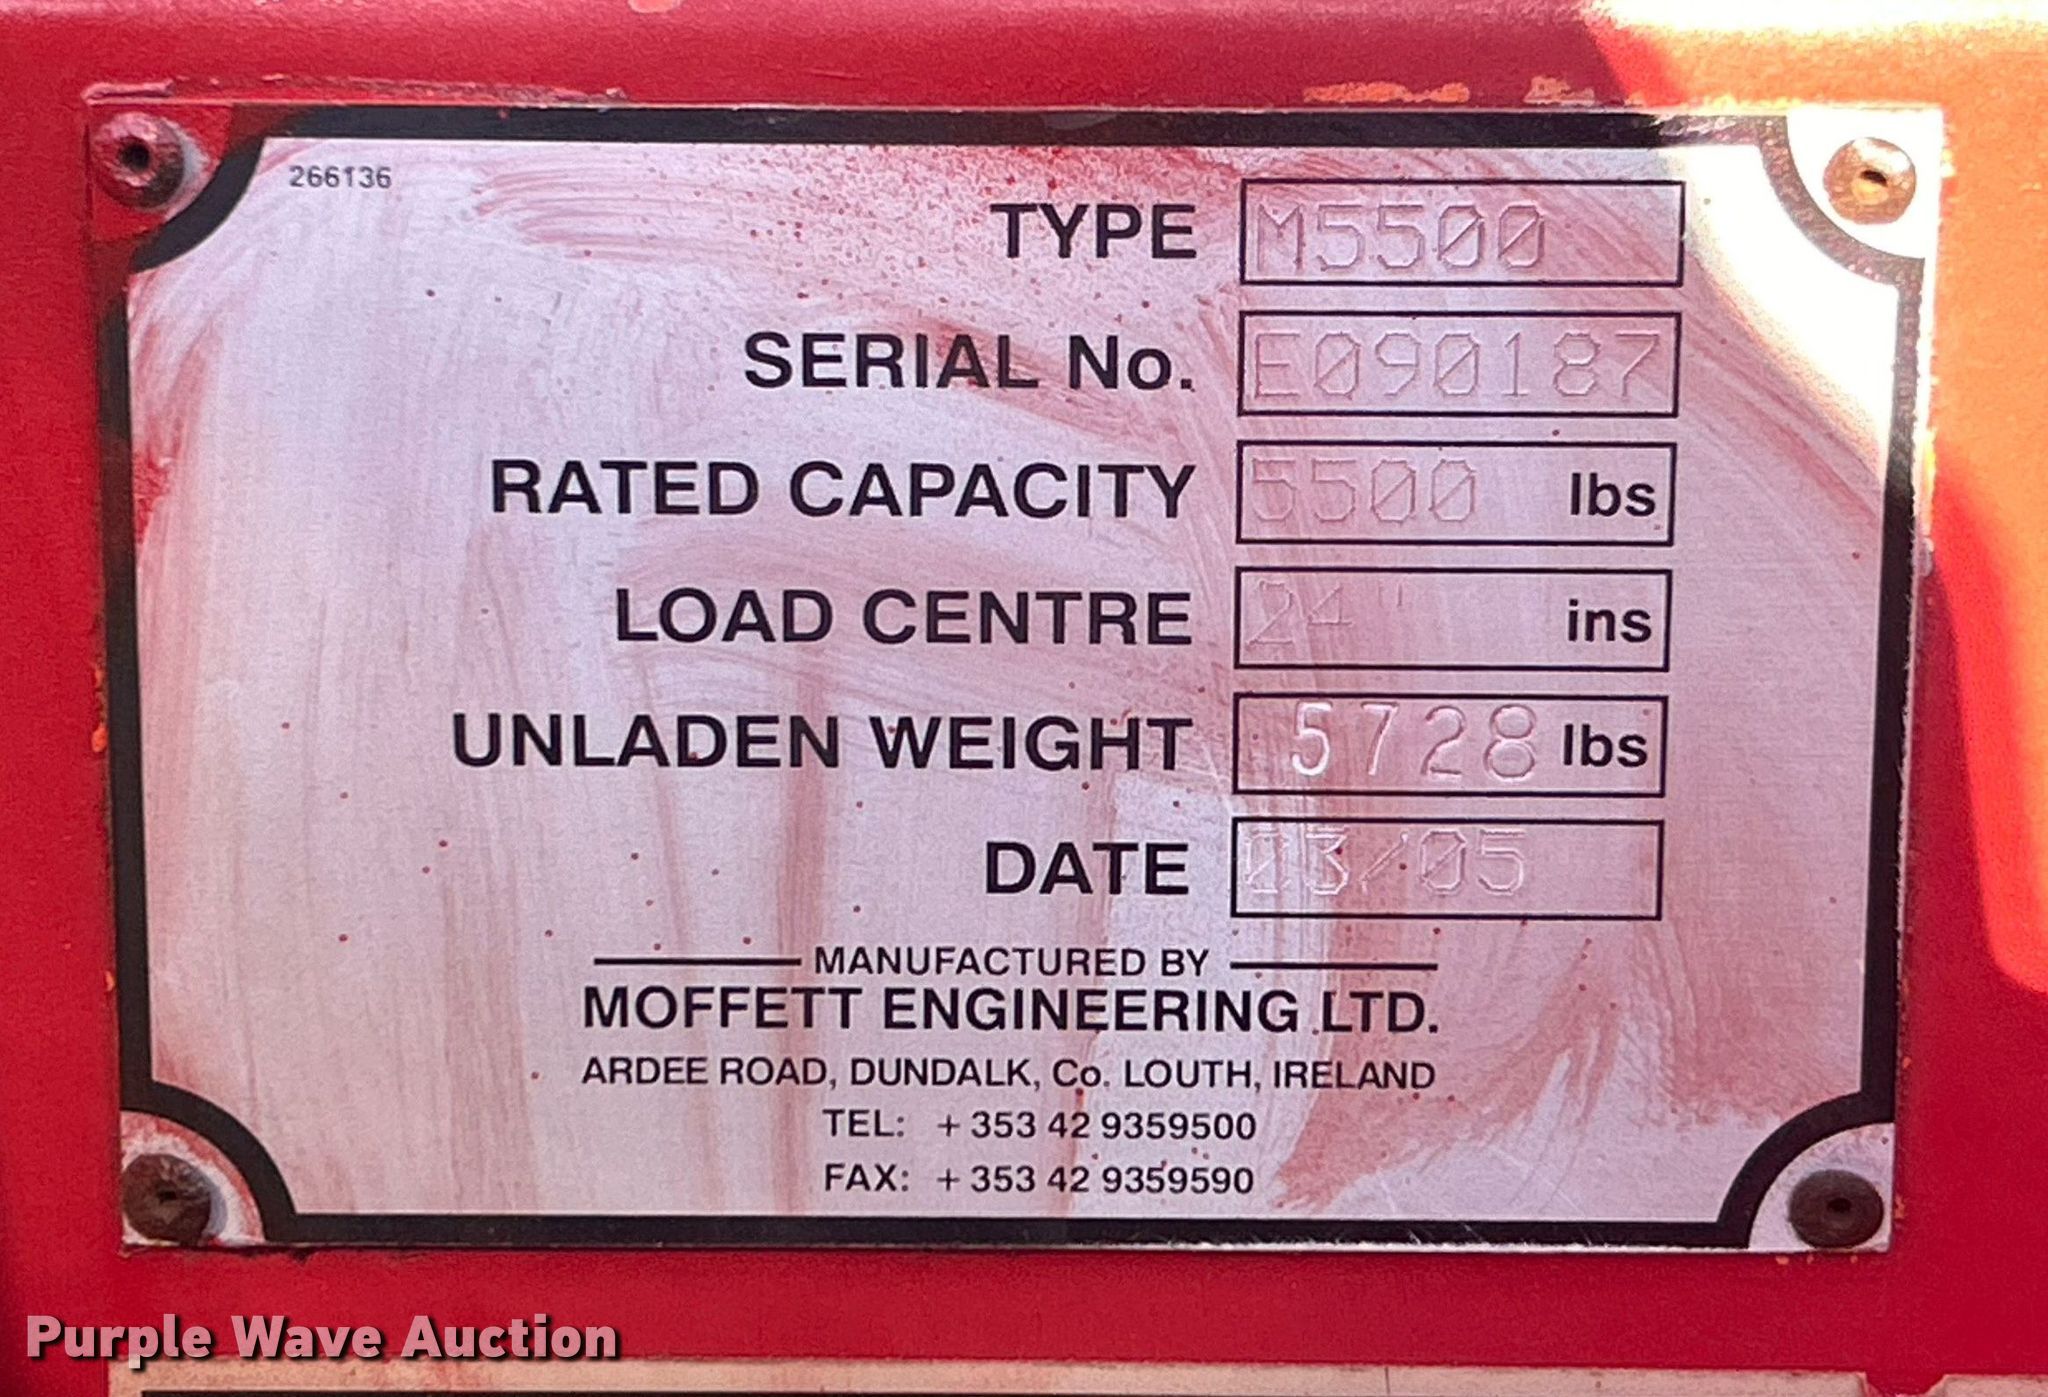 266136
TYPE M5500
SERIAL No. E090187
RATED CAPACITY 5500 lbs
LOAD CENTRE 24" ins
UNLADEN WEIGHT 5728 lbs
DATE 03/05
MANUFACTURED BY
MOFFETT ENGINEERING LTD.
ARDEE ROAD, DUNDALK, Co. LOUTH, IRELAND
TEL: + 353 42 9359500
FAX: + 353 42 9359590
Purple Wave Auction